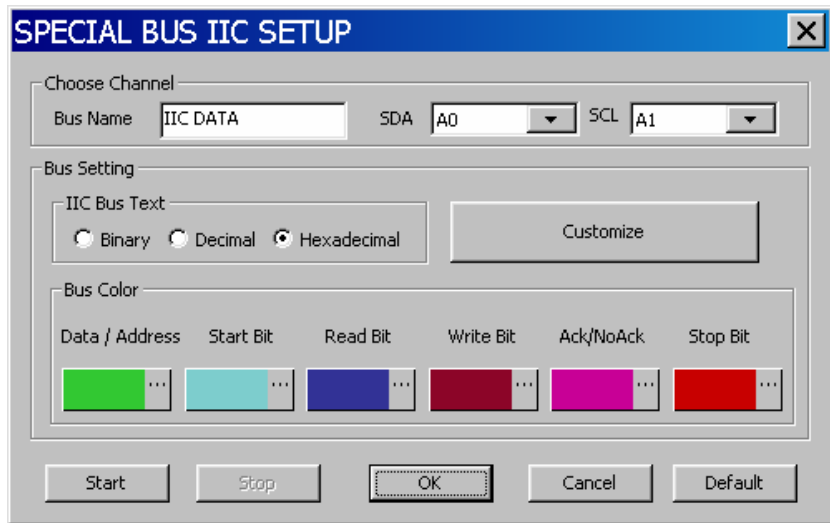 SPECIAL BUS IIC SETUP
Choose Channel
Bus Name IIC DATA SDA A0 SCL A1
Bus Setting
IIC Bus Text
Binary Decimal Hexadecimal Customize
Bus Color
Data / Address Start Bit Read Bit Write Bit Ack/NoAck Stop Bit
... ... ... ... ... ...
Start Stop OK Cancel Default